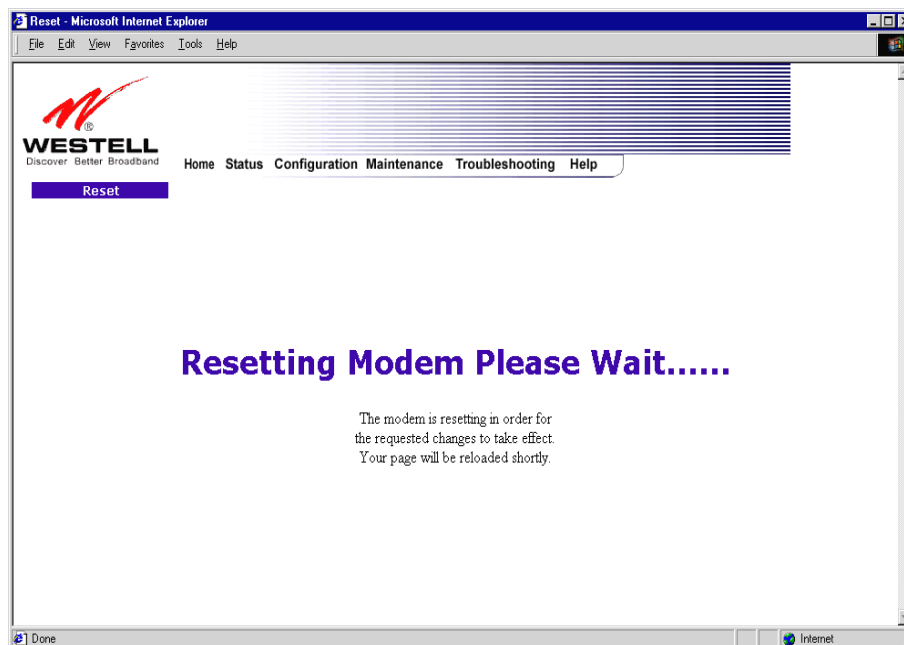 Reset - Microsoft Internet Explorer
File Edit View Favorites Tools Help
WESTELL
®
Discover Better Broadband
Home Status Configuration Maintenance Troubleshooting Help
Reset
Resetting Modem Please Wait......
The modem is resetting in order for
the requested changes to take effect.
Your page will be reloaded shortly.
Done
Internet